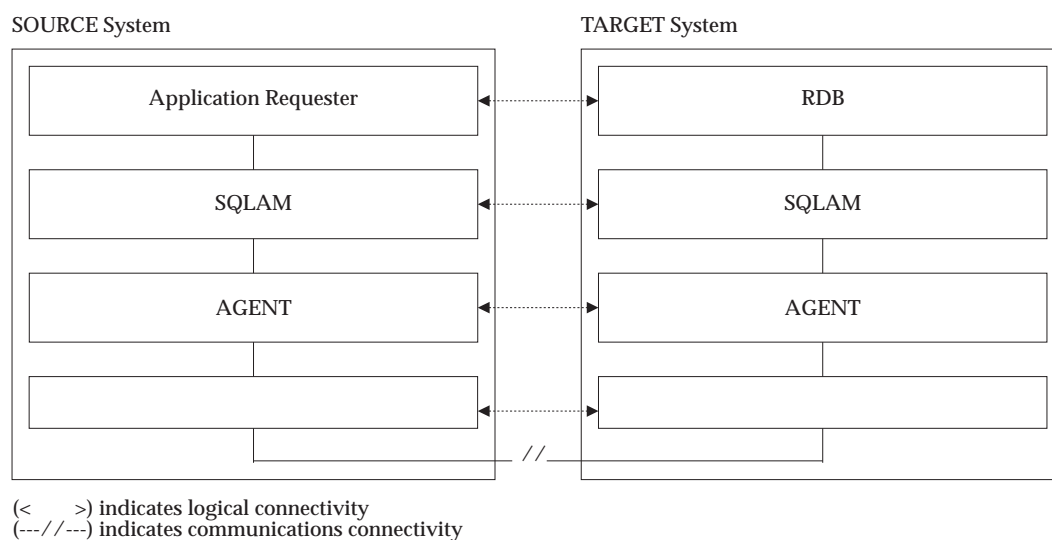 SOURCE System
TARGET System
Application Requester
RDB
SQLAM
SQLAM
AGENT
AGENT
//
(< >) indicates logical connectivity
(---//---) indicates communications connectivity